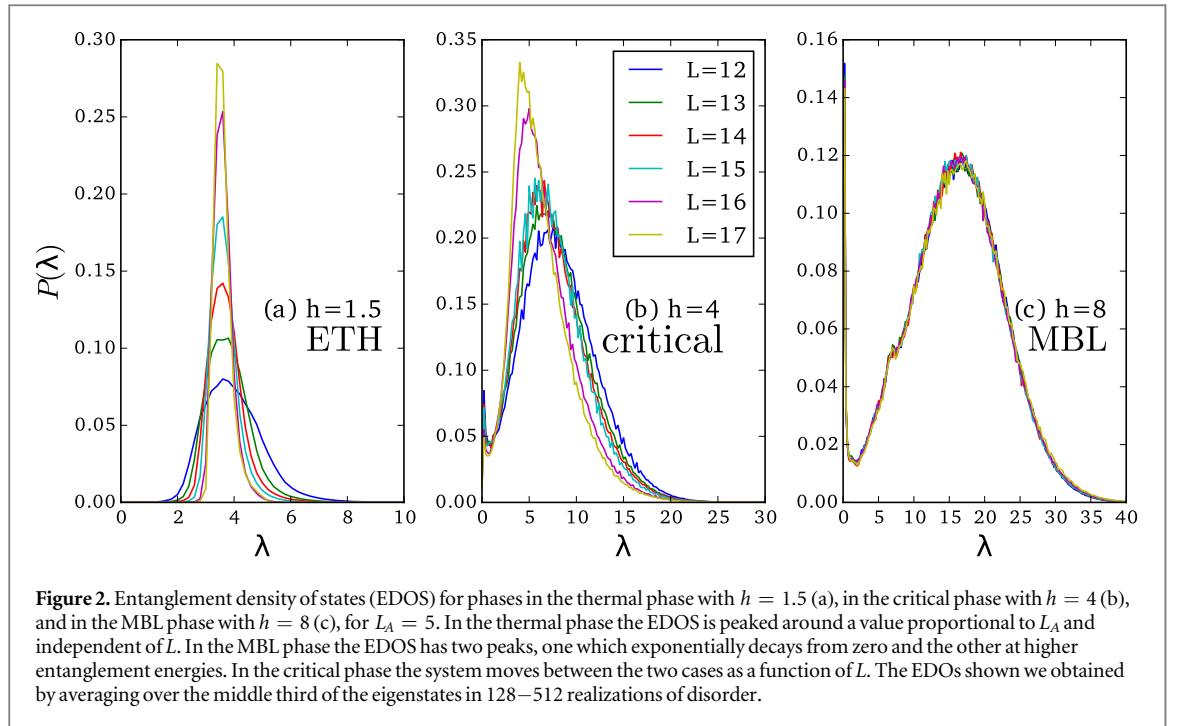 0.30
0.25
0.20
0.15
0.10
0.05
0.00
P(λ)
0
2
4
6
8
10
λ
(a) h=1.5
ETH
0.35
0.30
0.25
0.20
0.15
0.10
0.05
0.00
0
5
10
15
20
25
30
λ
L=12
L=13
L=14
L=15
L=16
L=17
(b) h=4
critical
0.16
0.14
0.12
0.10
0.08
0.06
0.04
0.02
0.00
0
5
10
15
20
25
30
35
40
λ
(c) h=8
MBL
Figure 2. Entanglement density of states (EDOS) for phases in the thermal phase with h = 1.5 (a), in the critical phase with h = 4 (b),
and in the MBL phase with h = 8 (c), for L_A = 5. In the thermal phase the EDOS is peaked around a value proportional to L_A and
independent of L. In the MBL phase the EDOS has two peaks, one which exponentially decays from zero and the other at higher
entanglement energies. In the critical phase the system moves between the two cases as a function of L. The EDOs shown we obtained
by averaging over the middle third of the eigenstates in 128−512 realizations of disorder.